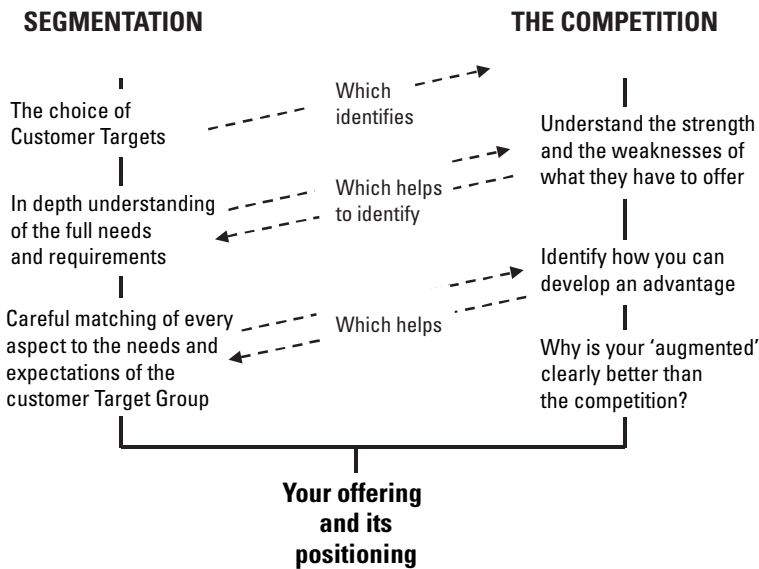 SEGMENTATION
THE COMPETITION
The choice of
Customer Targets
Which
identifies
Understand the strength
and the weaknesses of
what they have to offer
In depth understanding
of the full needs
and requirements
Which helps
to identify
Identify how you can
develop an advantage
Careful matching of every
aspect to the needs and
expectations of the
customer Target Group
Which helps
Why is your ‘augmented’
clearly better than
the competition?
Your offering
and its
positioning